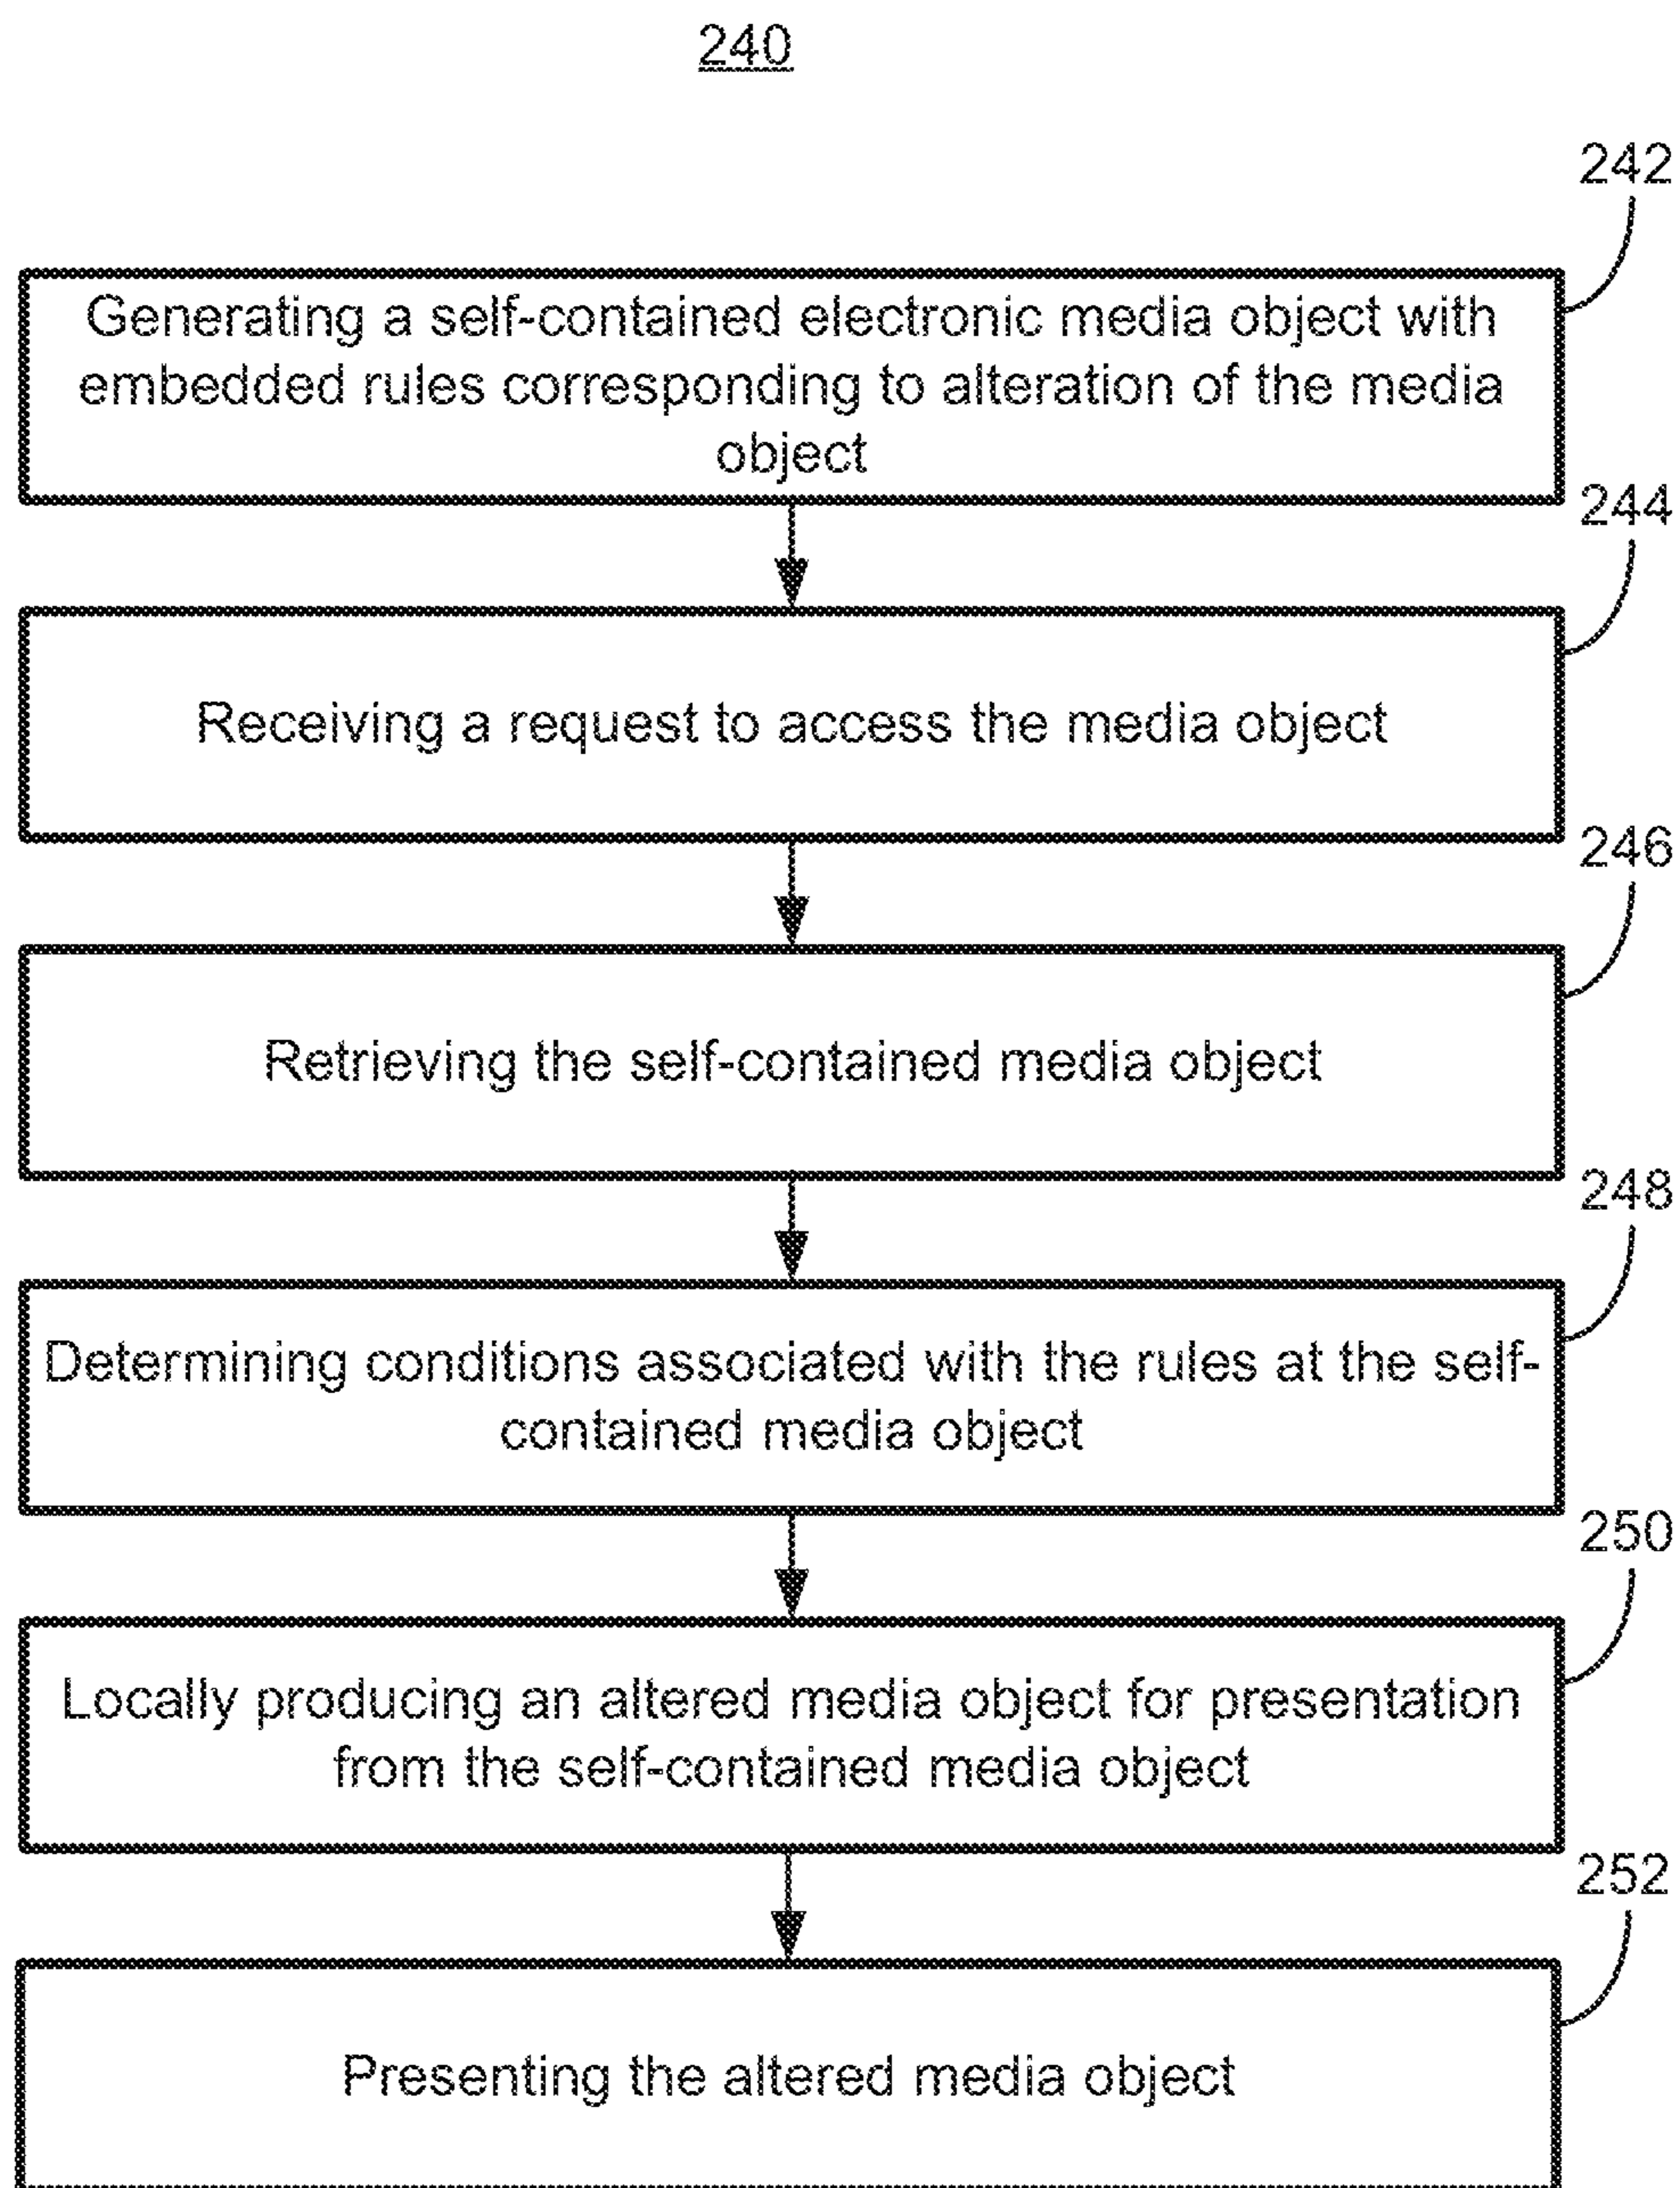 240
242
Generating a self-contained electronic media object with
embedded rules corresponding to alteration of the media
object
244
Receiving a request to access the media object
246
Retrieving the self-contained media object
248
Determining conditions associated with the rules at the self-
contained media object
250
Locally producing an altered media object for presentation
from the self-contained media object
252
Presenting the altered media object